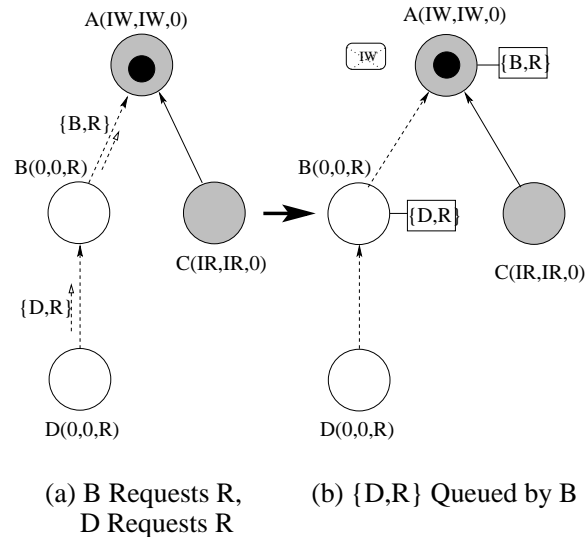 A(IW,IW,0)
{B,R}
B(0,0,R)
C(IR,IR,0)
{D,R}
D(0,0,R)
(a) B Requests R,
D Requests R
A(IW,IW,0)
IW
{B,R}
B(0,0,R)
{D,R}
C(IR,IR,0)
D(0,0,R)
(b) {D,R} Queued by B